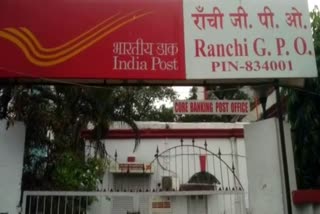 भारतीय डाक
India Post
राँची जी. पी. ओ.
Ranchi G. P. O.
PIN-834001
CORE BANKING POST OFFICE